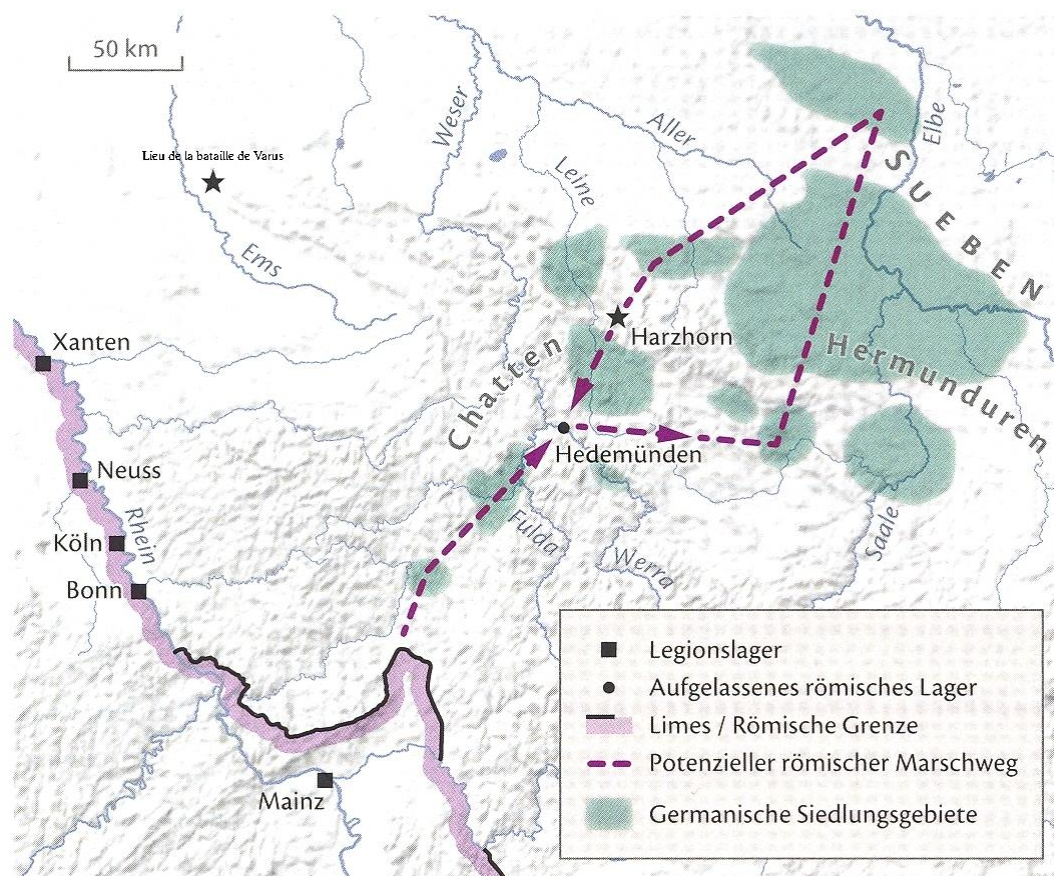 50 km
Weser
Aller
Elbe
Lieu de la bataille de Varus
Leine
SUEBEN
Ems
Xanten
Harzhorn
Hermunduren
Chatten
Hedemünden
Neuss
Rhein
Köln
Fulda
Werra
Saale
Bonn
Mainz
Legionslager
Aufgelassenes römisches Lager
Limes / Römische Grenze
Potenzieller römischer Marschweg
Germanische Siedlungsgebiete